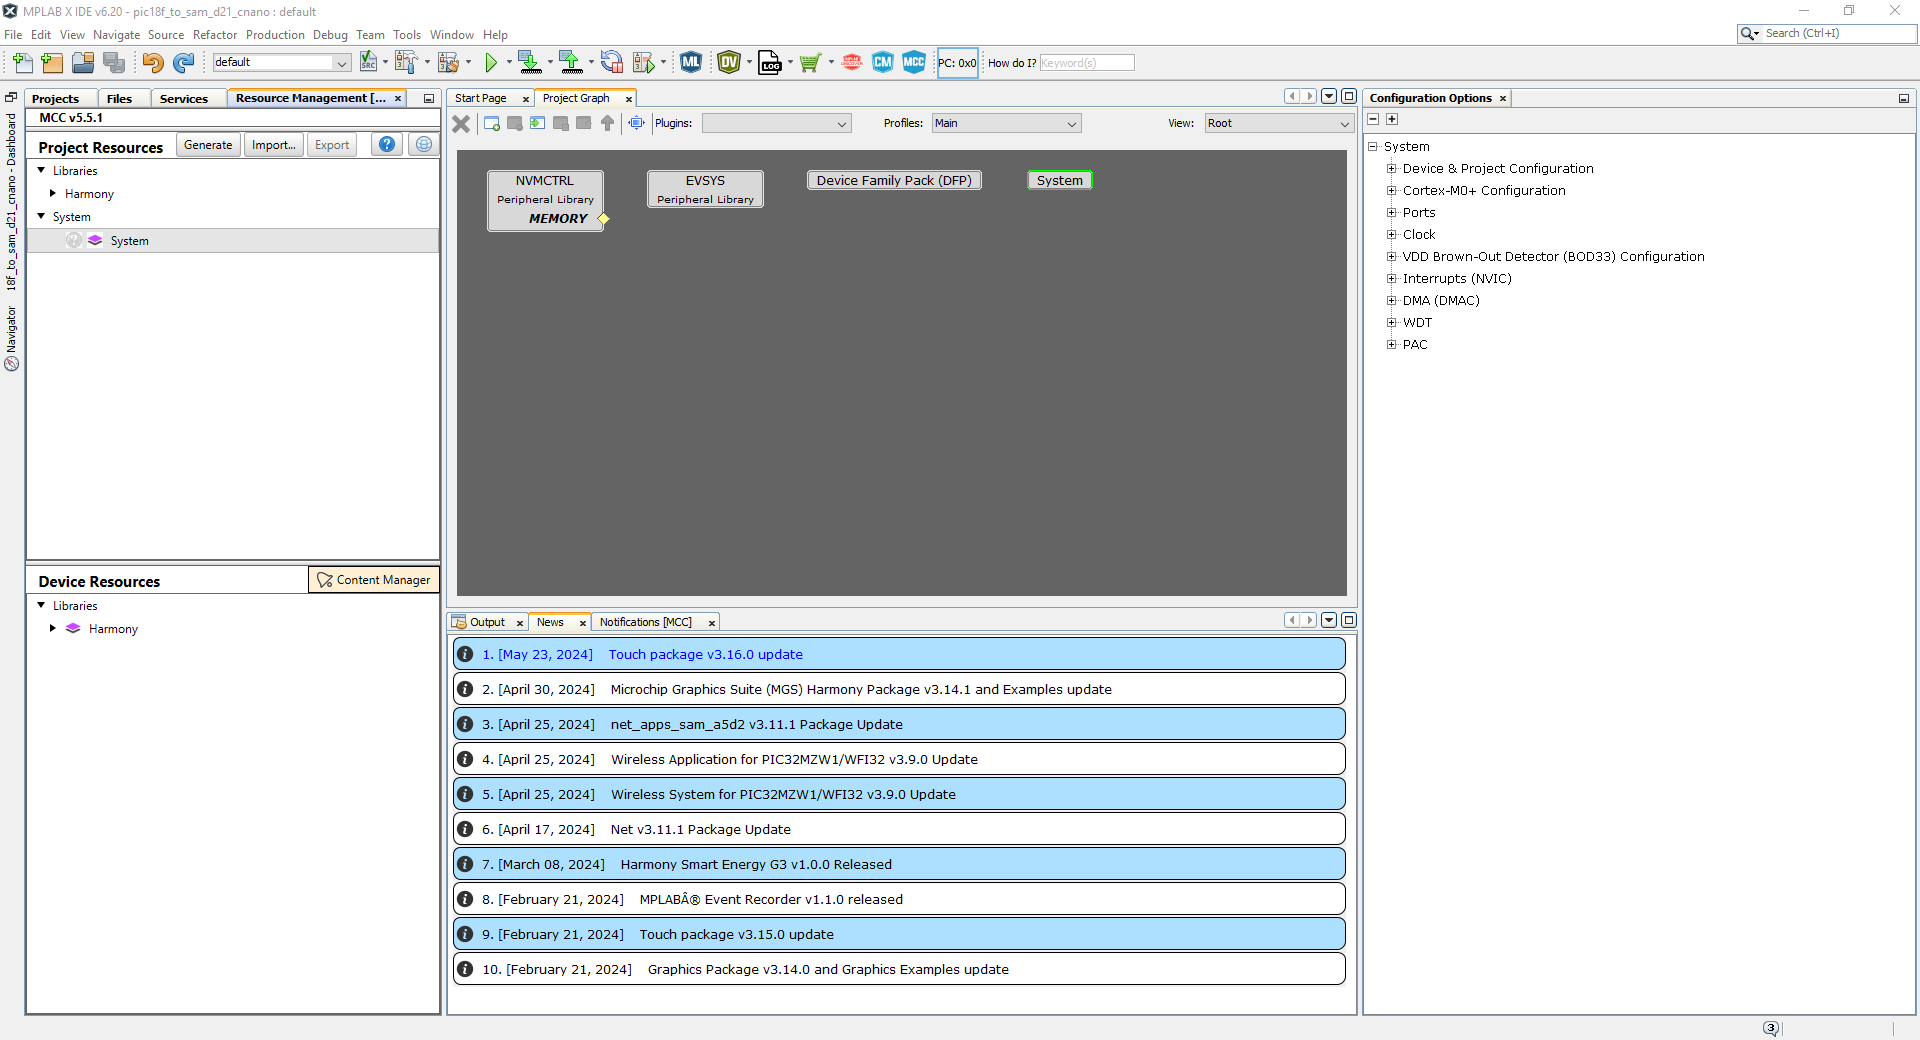 MPLAB X IDE v6.20 - pic18f_to_sam_d21_cnano : default
File Edit View Navigate Source Refactor Production Debug Team Tools Window Help
Search (Ctrl+I)
default
PC: 0x0
How do I?
Keyword(s)
Projects
Files
Services
Resource Management [...
MCC v5.5.1
Project Resources
Generate
Import...
Export
Libraries
Harmony
System
System
Device Resources
Content Manager
Libraries
Harmony
18f_to_sam_d21_cnano - Dashboard
Navigator
Start Page
Project Graph
Plugins:
Profiles:
Main
View:
Root
NVMCTRL
Peripheral Library
MEMORY
EVSYS
Peripheral Library
Device Family Pack (DFP)
System
Output
News
Notifications [MCC]
1. [May 23, 2024] Touch package v3.16.0 update
2. [April 30, 2024] Microchip Graphics Suite (MGS) Harmony Package v3.14.1 and Examples update
3. [April 25, 2024] net_apps_sam_a5d2 v3.11.1 Package Update
4. [April 25, 2024] Wireless Application for PIC32MZW1/WFI32 v3.9.0 Update
5. [April 25, 2024] Wireless System for PIC32MZW1/WFI32 v3.9.0 Update
6. [April 17, 2024] Net v3.11.1 Package Update
7. [March 08, 2024] Harmony Smart Energy G3 v1.0.0 Released
8. [February 21, 2024] MPLABÂ® Event Recorder v1.1.0 released
9. [February 21, 2024] Touch package v3.15.0 update
10. [February 21, 2024] Graphics Package v3.14.0 and Graphics Examples update
Configuration Options
System
Device & Project Configuration
Cortex-M0+ Configuration
Ports
Clock
VDD Brown-Out Detector (BOD33) Configuration
Interrupts (NVIC)
DMA (DMAC)
WDT
PAC
3